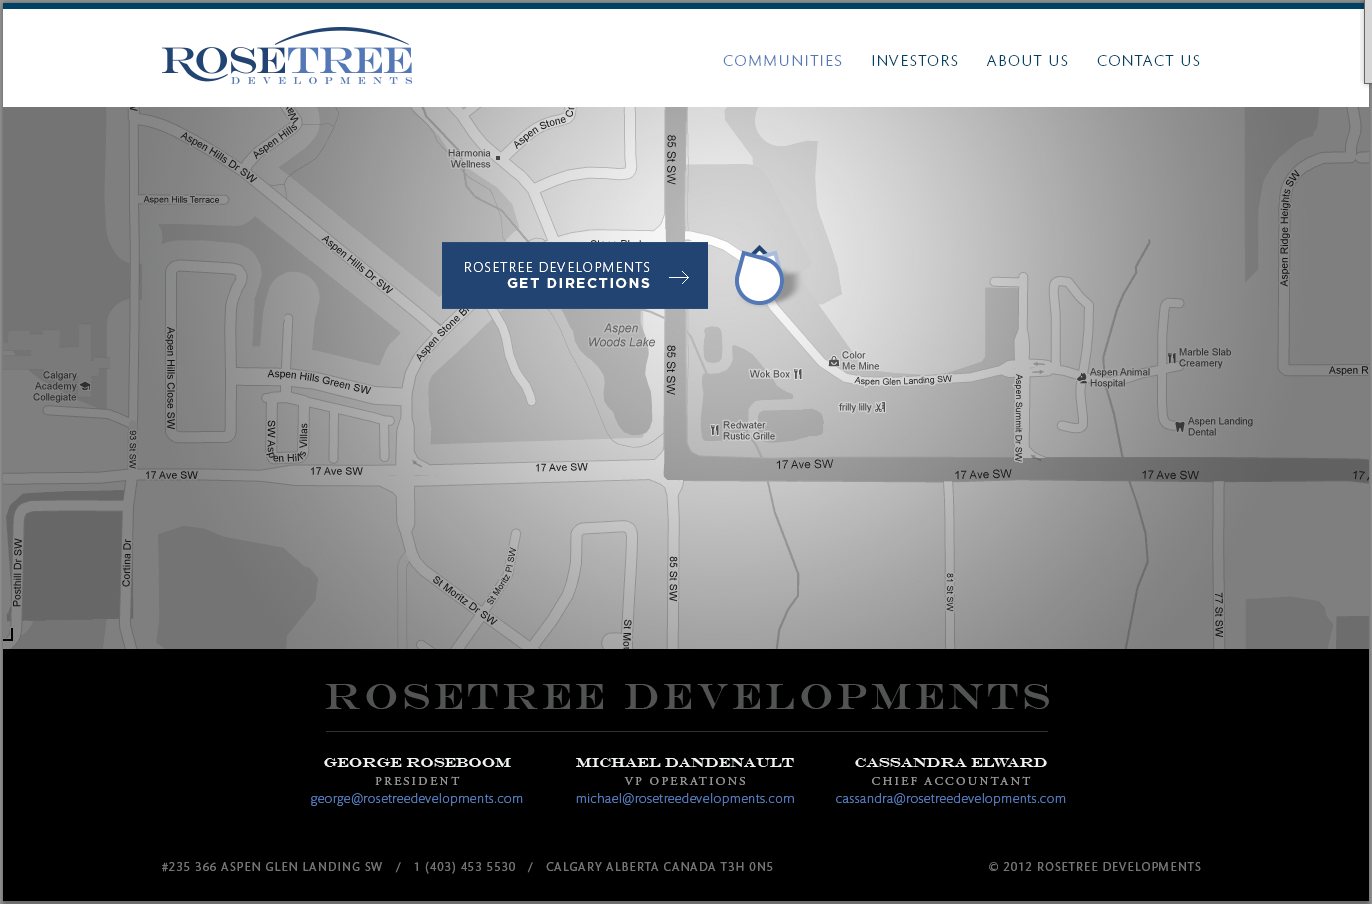 ROSETREE
DEVELOPMENTS
COMMUNITIES
INVESTORS
ABOUT US
CONTACT US
Aspen Hills Dr SW
Aspen Hills
Harmonia
Wellness
Aspen Stone
85 St SW
Aspen Hills Terrace
Aspen Ridge Heights SW
Aspen Hills Dr SW
ROSETREE DEVELOPMENTS
GET DIRECTIONS
Aspen
Woods Lake
Aspen Stone
85 St SW
Aspen Hills Close SW
Calgary
Academy
Collegiate
Aspen Hills Green SW
Color
Me Mine
Wok Box
Aspen Glen Landing SW
frilly lilly
Redwater
Rustic Grille
Aspen Summit Dr SW
Aspen Animal
Hospital
Marble Slab
Creamery
Aspen Landing
Dental
Aspen R
93 St SW
SW Asp
en Hill
s Villas
17 Ave SW
17 Ave SW
17 Ave SW
17 Ave SW
17 Ave SW
17 Ave SW
17
Posthill Dr SW
Cortina Dr
St Moritz Dr SW
St Moritz Pl SW
St Mo
85 St SW
81 St SW
77 St SW
ROSETREE DEVELOPMENTS
GEORGE ROSEBOOM
PRESIDENT
george@rosetreedevelopments.com
MICHAEL DANDENAULT
VP OPERATIONS
michael@rosetreedevelopments.com
CASSANDRA ELWARD
CHIEF ACCOUNTANT
cassandra@rosetreedevelopments.com
#235 366 ASPEN GLEN LANDING SW / 1 (403) 453 5530 / CALGARY ALBERTA CANADA T3H 0N5
© 2012 ROSETREE DEVELOPMENTS